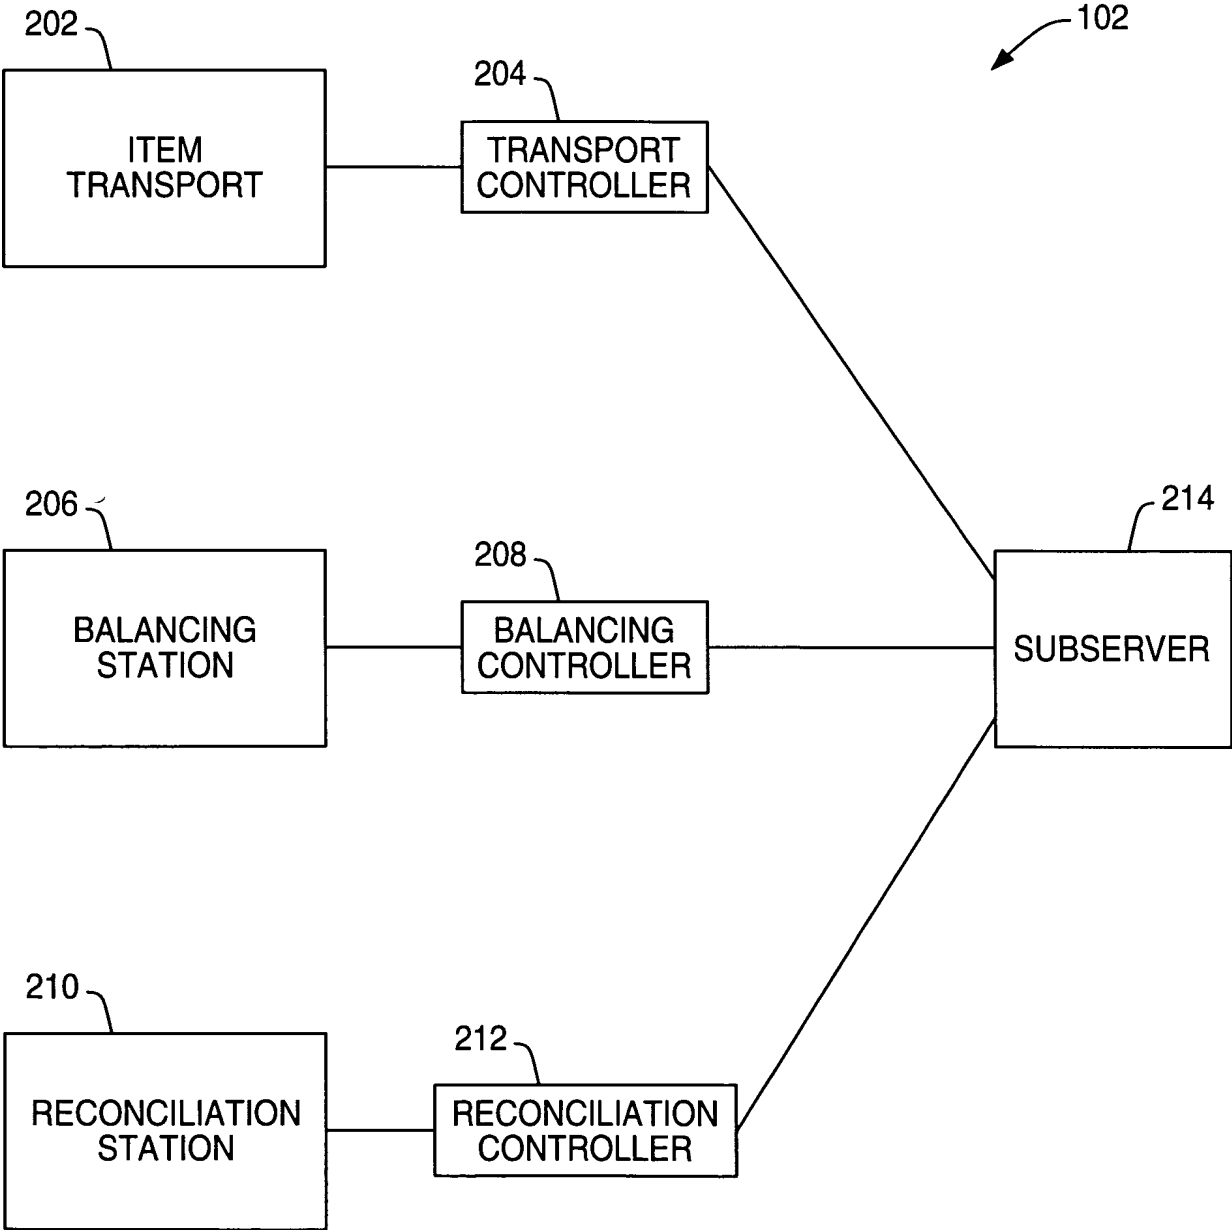 202
102
204
ITEM
TRANSPORT
TRANSPORT
CONTROLLER
206
214
208
BALANCING
STATION
BALANCING
CONTROLLER
SUBSERVER
210
212
RECONCILIATION
STATION
RECONCILIATION
CONTROLLER